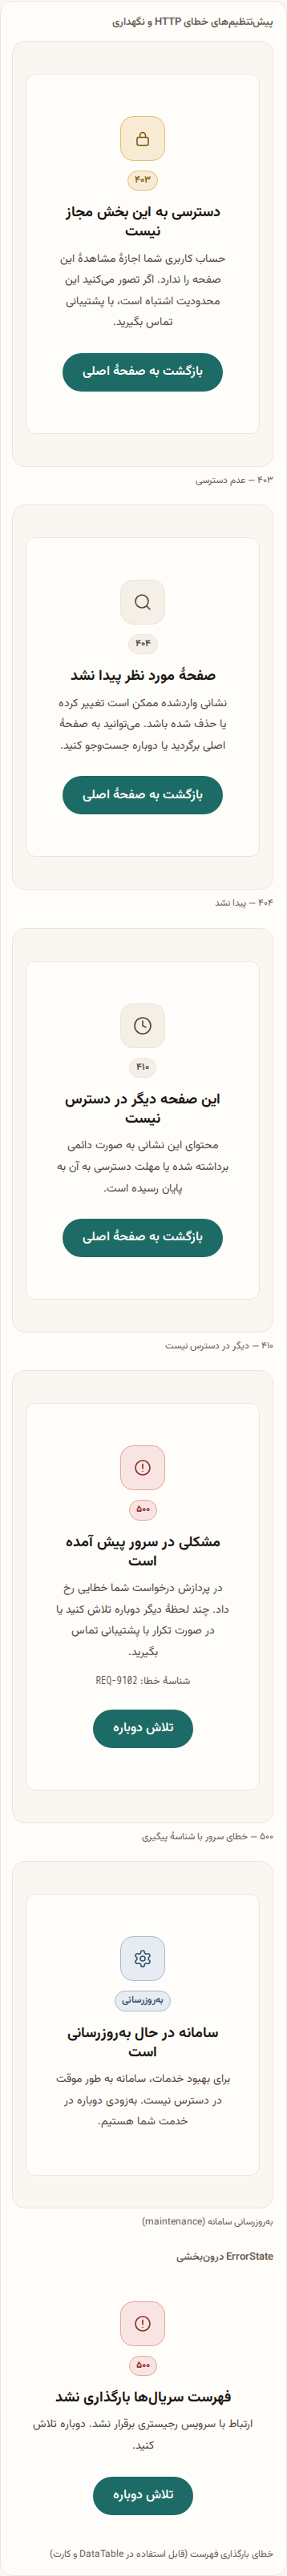 پیش‌تنظیم‌های خطای HTTP و نگهداری
۴۰۳
دسترسی به این بخش مجاز
نیست
حساب کاربری شما اجازهٔ مشاهدهٔ این
صفحه را ندارد. اگر تصور می‌کنید این
محدودیت اشتباه است، با پشتیبانی
تماس بگیرید.
بازگشت به صفحهٔ اصلی
۴۰۳ — عدم دسترسی
۴۰۴
صفحهٔ مورد نظر پیدا نشد
نشانی واردشده ممکن است تغییر کرده
یا حذف شده باشد. می‌توانید به صفحهٔ
اصلی برگردید یا دوباره جست‌وجو کنید.
بازگشت به صفحهٔ اصلی
۴۰۴ — پیدا نشد
۴۱۰
این صفحه دیگر در دسترس
نیست
محتوای این نشانی به صورت دائمی
برداشته شده یا مهلت دسترسی به آن به
پایان رسیده است.
بازگشت به صفحهٔ اصلی
۴۱۰ — دیگر در دسترس نیست
۵۰۰
مشکلی در سرور پیش آمده
است
در پردازش درخواست شما خطایی رخ
داد. چند لحظهٔ دیگر دوباره تلاش کنید یا
در صورت تکرار با پشتیبانی تماس
بگیرید.
شناسهٔ خطا: REQ-9102
تلاش دوباره
۵۰۰ — خطای سرور با شناسهٔ پیگیری
به‌روزرسانی
سامانه در حال به‌روزرسانی
است
برای بهبود خدمات، سامانه به طور موقت
در دسترس نیست. به‌زودی دوباره در
خدمت شما هستیم.
به‌روزرسانی سامانه (maintenance)
ErrorState درون‌بخشی
۵۰۰
فهرست سریال‌ها بارگذاری نشد
ارتباط با سرویس رجیستری برقرار نشد. دوباره تلاش
کنید.
تلاش دوباره
خطای بارگذاری فهرست (قابل استفاده در DataTable و کارت)